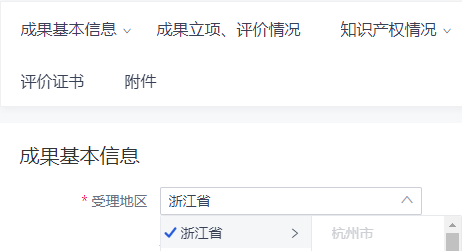 成果基本信息 成果立项、评价情况 知识产权情况
评价证书 附件
成果基本信息
* 受理地区 浙江省
浙江省 杭州市